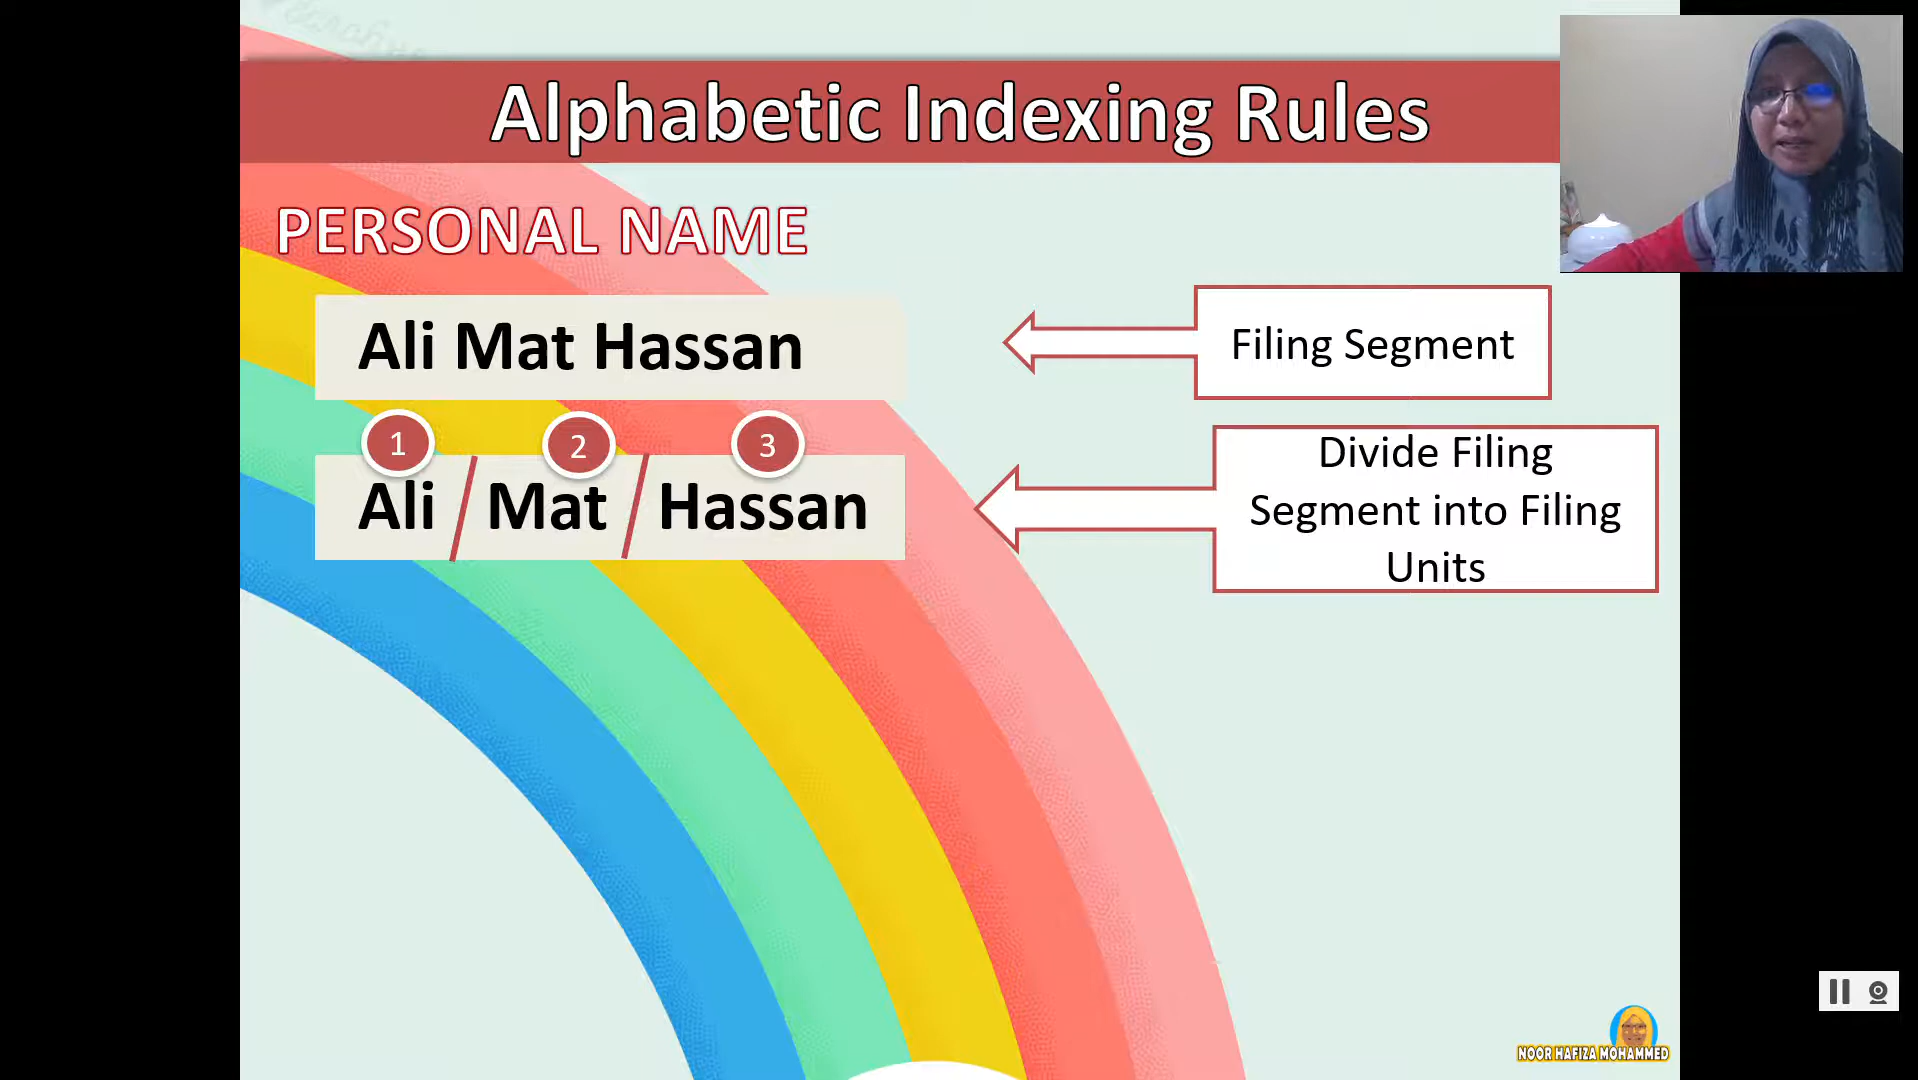 Alphabetic Indexing Rules
PERSONAL NAME
Ali Mat Hassan
Filing Segment
1 2 3
Ali / Mat / Hassan
Divide Filing
Segment into Filing
Units
NOOR HAFIZA MOHAMMED